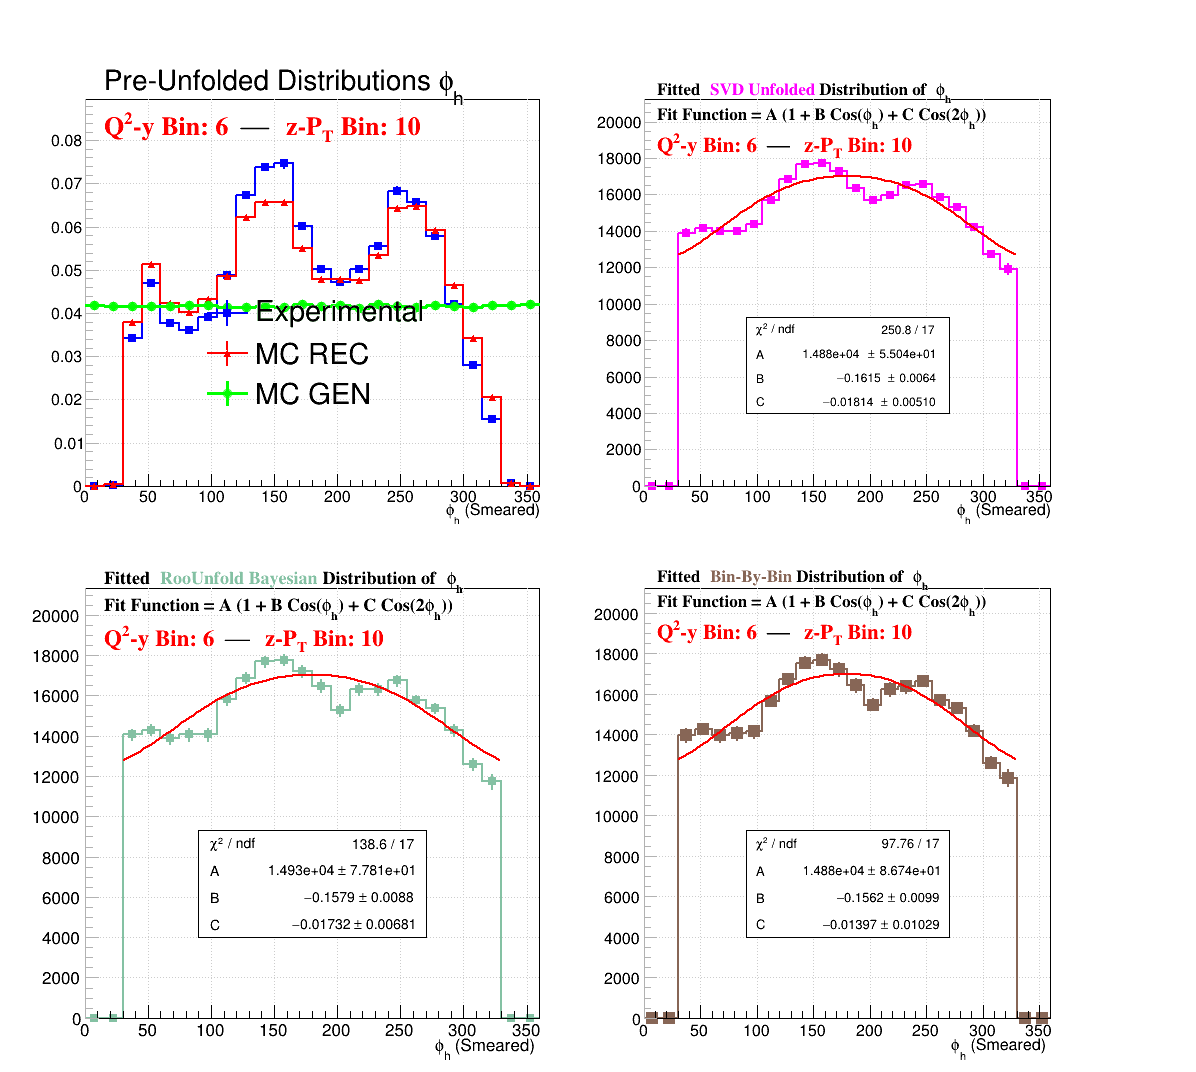 Pre-Unfolded Distributions ϕh
Q²-y Bin: 6 — z-PT Bin: 10
0.08
0.07
0.06
0.05
0.04
0.03
0.02
0.01
0
Experimental
MC REC
MC GEN
0 50 100 150 200 250 300 350
ϕh (Smeared)
Fitted SVD Unfolded Distribution of ϕh
Fit Function = A (1 + B Cos(ϕh) + C Cos(2ϕh))
Q²-y Bin: 6 — z-PT Bin: 10
20000
18000
16000
14000
12000
10000
8000
6000
4000
2000
0
χ² / ndf 250.8 / 17
A 1.488e+04 ± 5.504e+01
B −0.1615 ± 0.0064
C −0.01814 ± 0.00510
0 50 100 150 200 250 300 350
ϕh (Smeared)
Fitted RooUnfold Bayesian Distribution of ϕh
Fit Function = A (1 + B Cos(ϕh) + C Cos(2ϕh))
Q²-y Bin: 6 — z-PT Bin: 10
20000
18000
16000
14000
12000
10000
8000
6000
4000
2000
0
χ² / ndf 138.6 / 17
A 1.493e+04 ± 7.781e+01
B −0.1579 ± 0.0088
C −0.01732 ± 0.00681
0 50 100 150 200 250 300 350
ϕh (Smeared)
Fitted Bin-By-Bin Distribution of ϕh
Fit Function = A (1 + B Cos(ϕh) + C Cos(2ϕh))
Q²-y Bin: 6 — z-PT Bin: 10
20000
18000
16000
14000
12000
10000
8000
6000
4000
2000
0
χ² / ndf 97.76 / 17
A 1.488e+04 ± 8.674e+01
B −0.1562 ± 0.0099
C −0.01397 ± 0.01029
0 50 100 150 200 250 300 350
ϕh (Smeared)